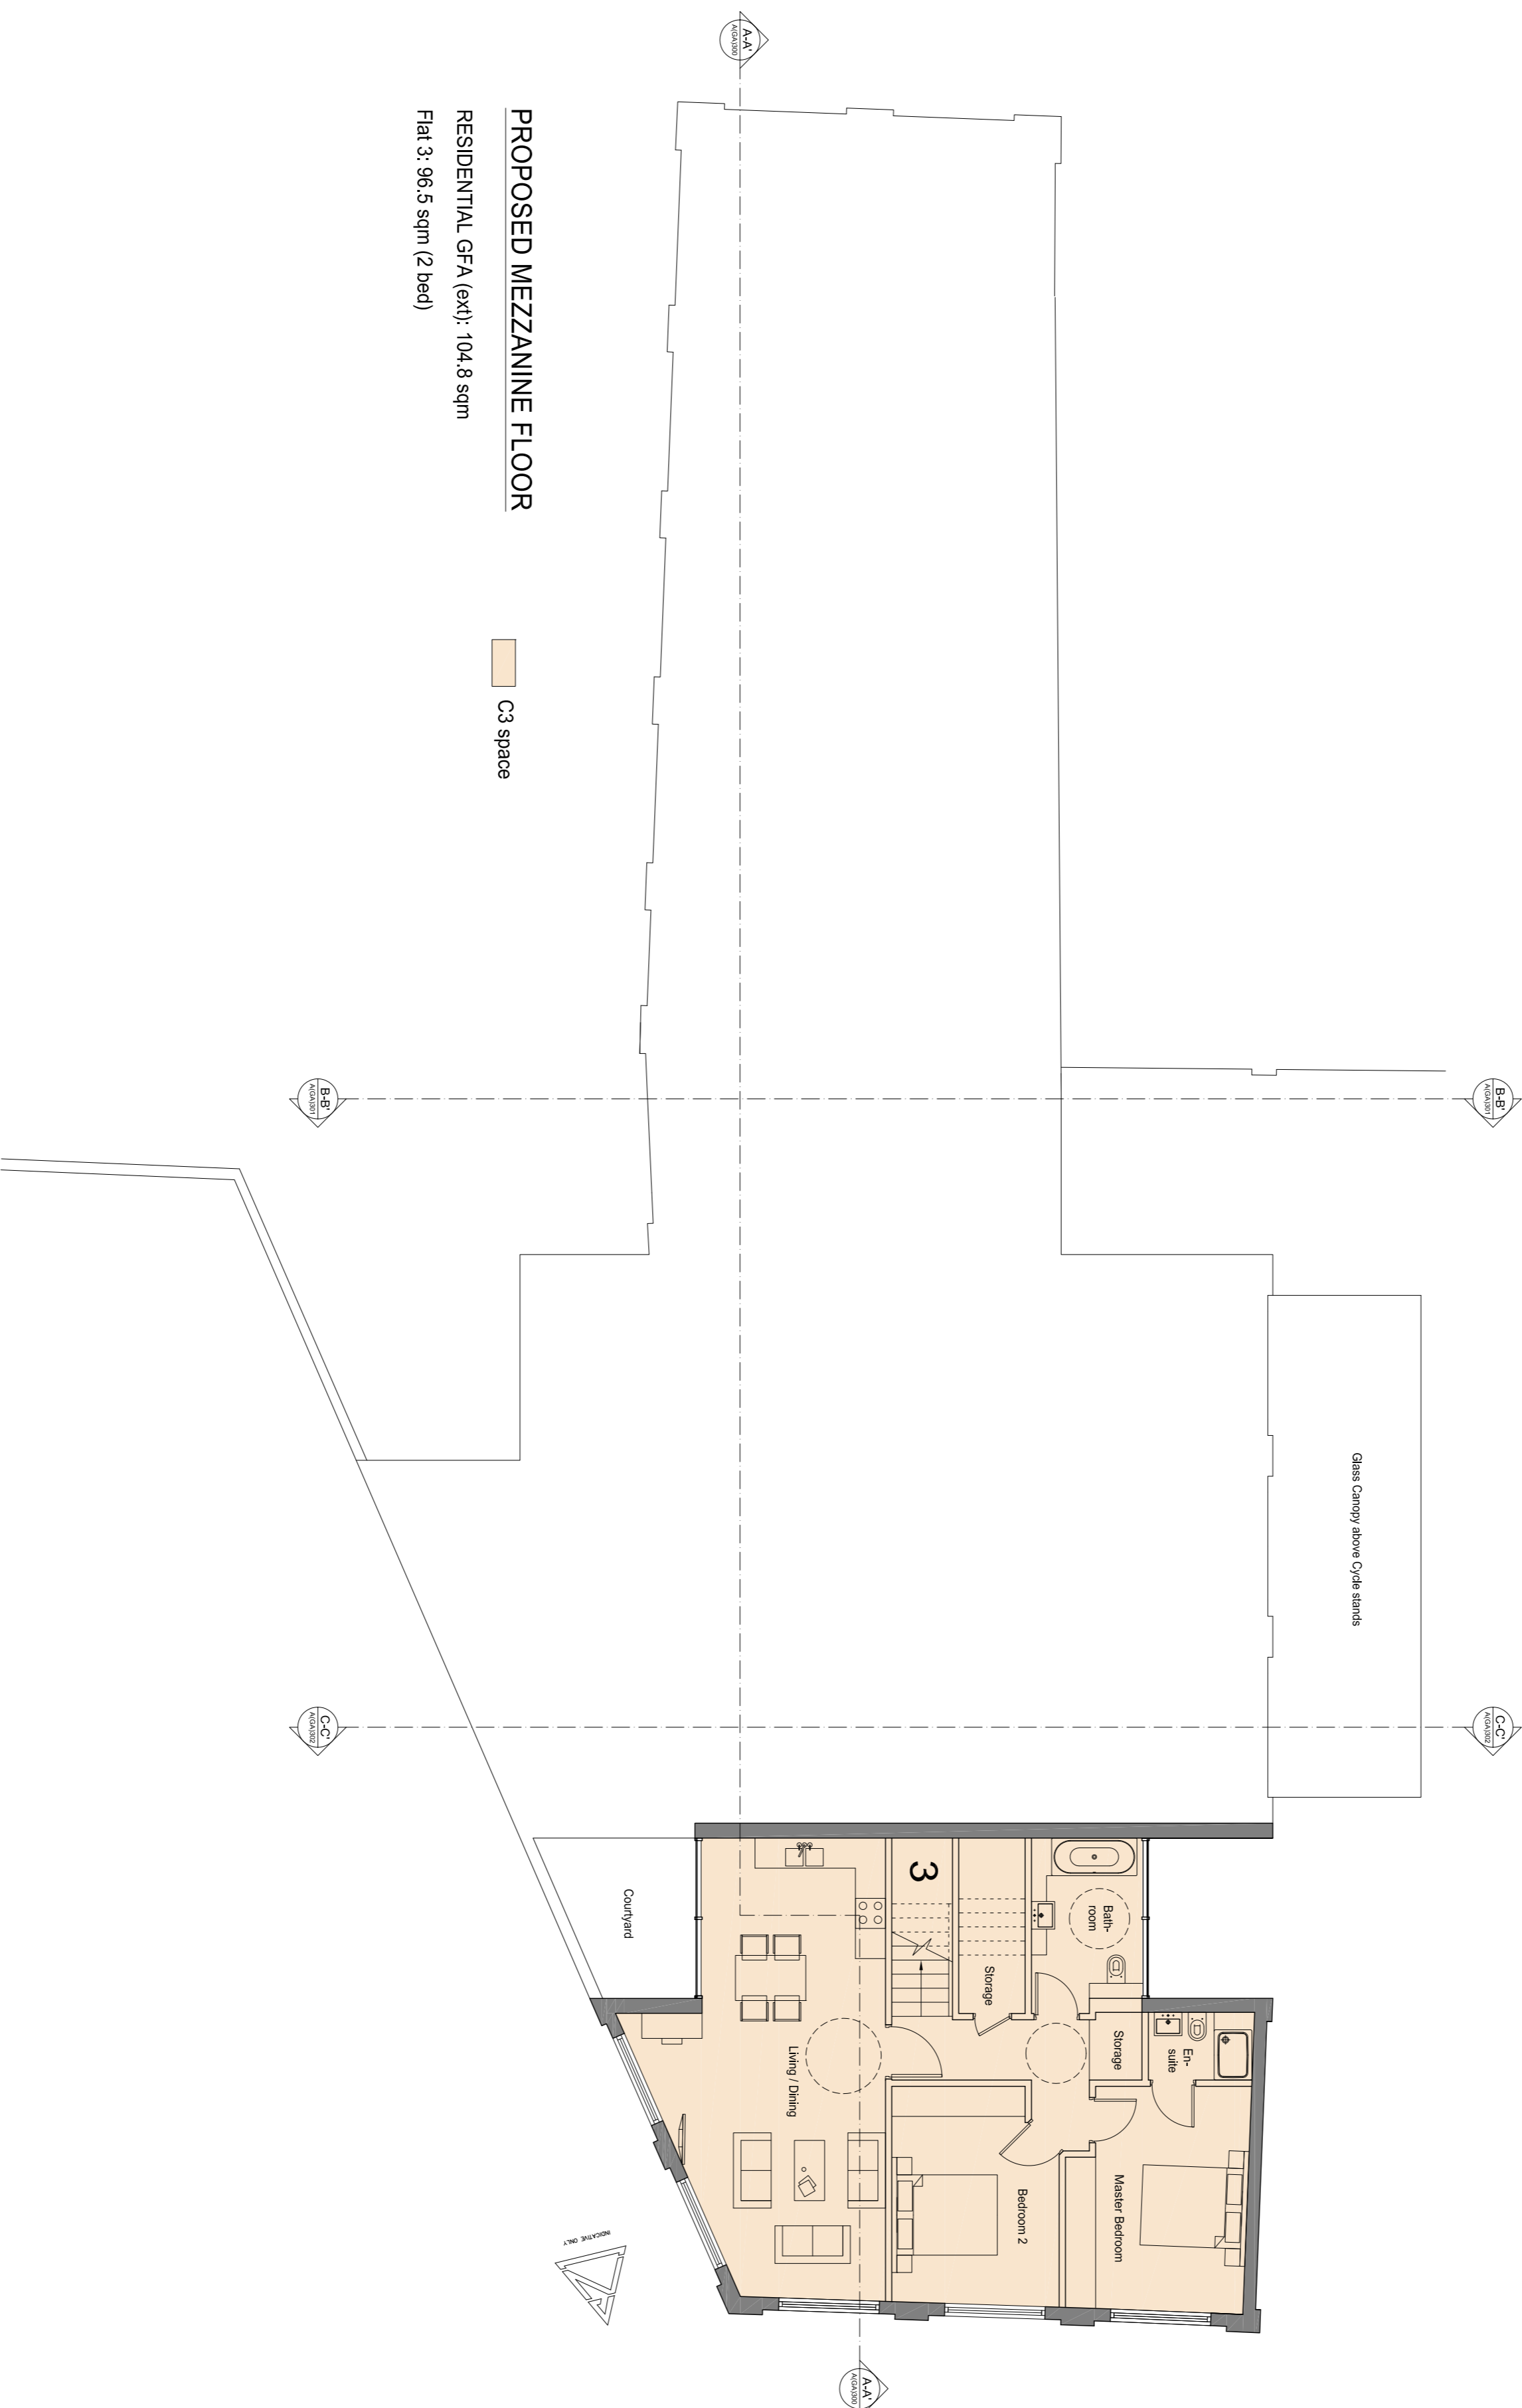 A-A'
A(GA)300
PROPOSED MEZZANINE FLOOR
RESIDENTIAL GFA (ext): 104.8 sqm
Flat 3: 96.5 sqm (2 bed)
C3 space
B-B'
A(GA)301
B-B'
A(GA)301
Glass Canopy above Cycle stands
C-C'
A(GA)302
C-C'
A(GA)302
3
Bath-
room
Storage
Storage
En-
suite
Courtyard
Living / Dining
Bedroom 2
Master Bedroom
INDICATIVE ONLY
N
A-A'
A(GA)300